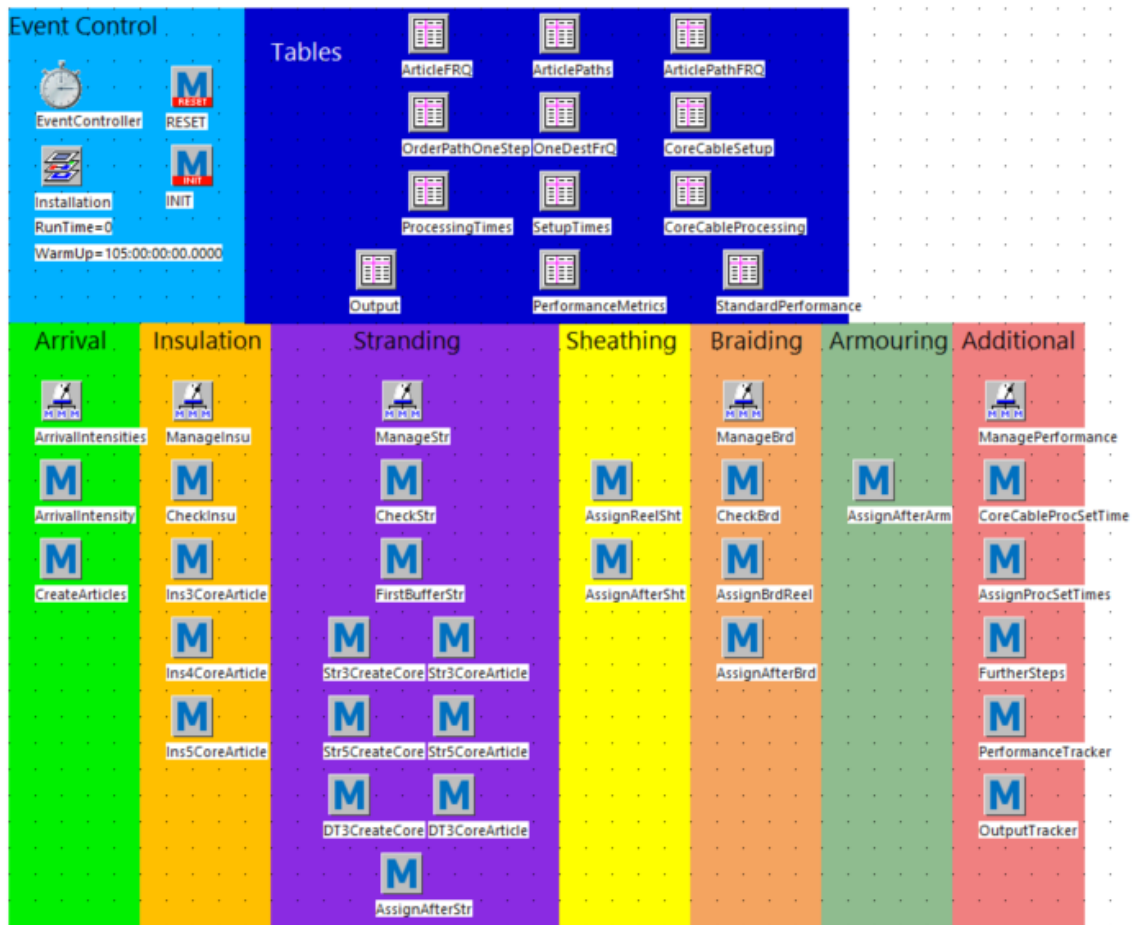 Event Control
Tables
ArticleFRQ
ArticlePaths
ArticlePathFRQ
M RESET
EventController
RESET
OrderPathOneStep
OneDestFrQ
CoreCableSetup
M INIT
Installation
INIT
RunTime=0
ProcessingTimes
SetupTimes
CoreCableProcessing
WarmUp=105:00:00:00.0000
Output
PerformanceMetrics
StandardPerformance
Arrival
Insulation
Stranding
Sheathing
Braiding
Armouring
Additional
M M M
M M M
M M M
M M M
M M M
ArrivalIntensities
ManageInsu
ManageStr
ManageBrd
ManagePerformance
M
M
M
M
M
M
M
ArrivalIntensity
CheckInsu
CheckStr
AssignReelSht
CheckBrd
AssignAfterArm
CoreCableProcSetTime
M
M
M
M
M
M
CreateArticles
Ins3CoreArticle
FirstBufferStr
AssignAfterSht
AssignBrdReel
AssignProcSetTimes
M
M
M
M
M
Ins4CoreArticle
Str3CreateCore
Str3CoreArticle
AssignAfterBrd
FurtherSteps
M
M
M
M
Ins5CoreArticle
Str5CreateCore
Str5CoreArticle
PerformanceTracker
M
M
M
DT3CreateCore
DT3CoreArticle
OutputTracker
M
AssignAfterStr